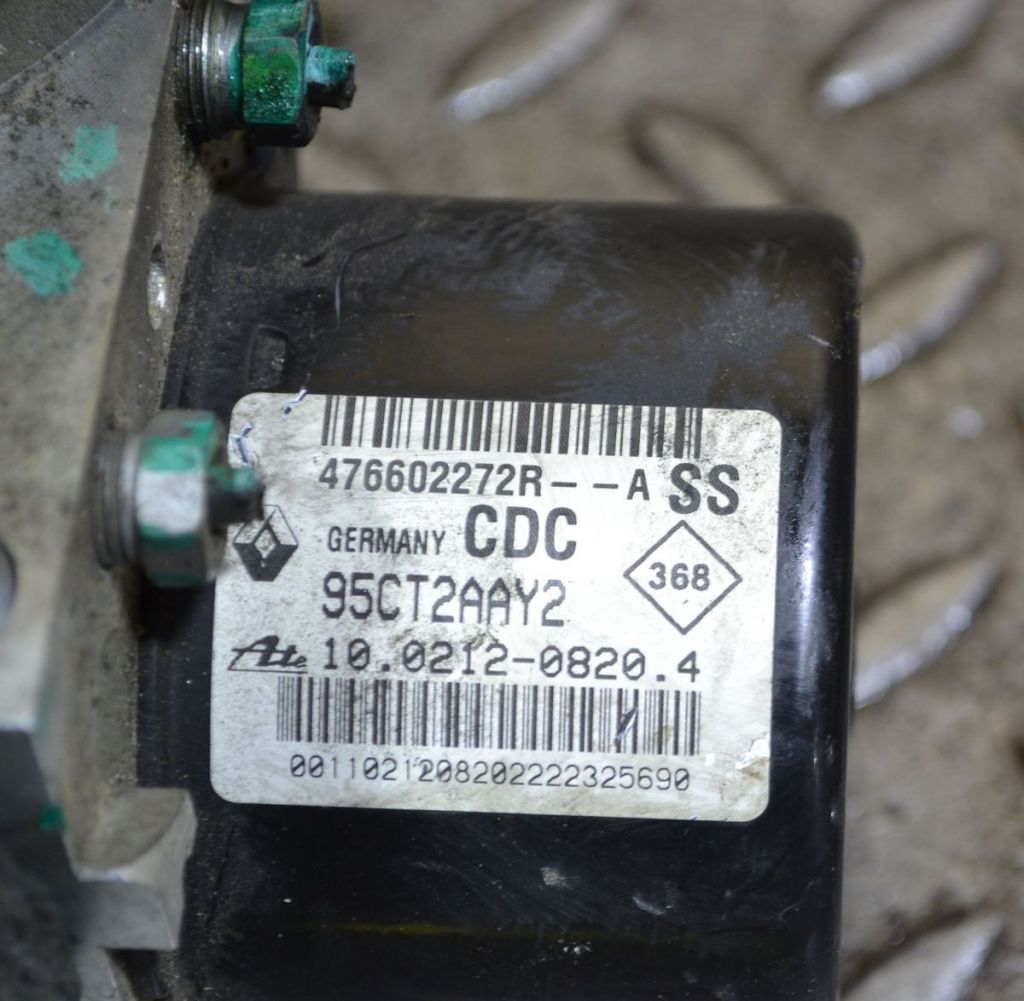 476602272R--A SS
GERMANY CDC
368
95CT2AAY2
Ate 10.0212-0820.4
00110212082022222325690